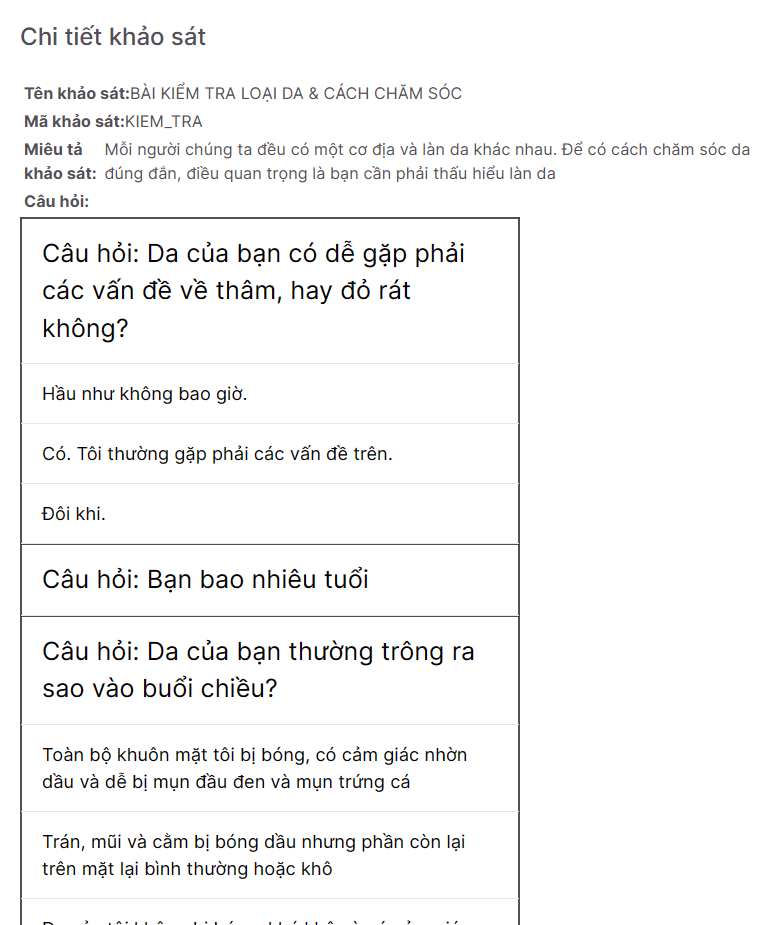 Chi tiết khảo sát
Tên khảo sát:BÀI KIỂM TRA LOẠI DA & CÁCH CHĂM SÓC
Mã khảo sát:KIEM_TRA
Miêu tả khảo sát: Mỗi người chúng ta đều có một cơ địa và làn da khác nhau. Để có cách chăm sóc da
đúng đắn, điều quan trọng là bạn cần phải thấu hiểu làn da
Câu hỏi:
Câu hỏi: Da của bạn có dễ gặp phải
các vấn đề về thâm, hay đỏ rát
không?
Hầu như không bao giờ.
Có. Tôi thường gặp phải các vấn đề trên.
Đôi khi.
Câu hỏi: Bạn bao nhiêu tuổi
Câu hỏi: Da của bạn thường trông ra
sao vào buổi chiều?
Toàn bộ khuôn mặt tôi bị bóng, có cảm giác nhờn
dầu và dễ bị mụn đầu đen và mụn trứng cá
Trán, mũi và cằm bị bóng dầu nhưng phần còn lại
trên mặt lại bình thường hoặc khô